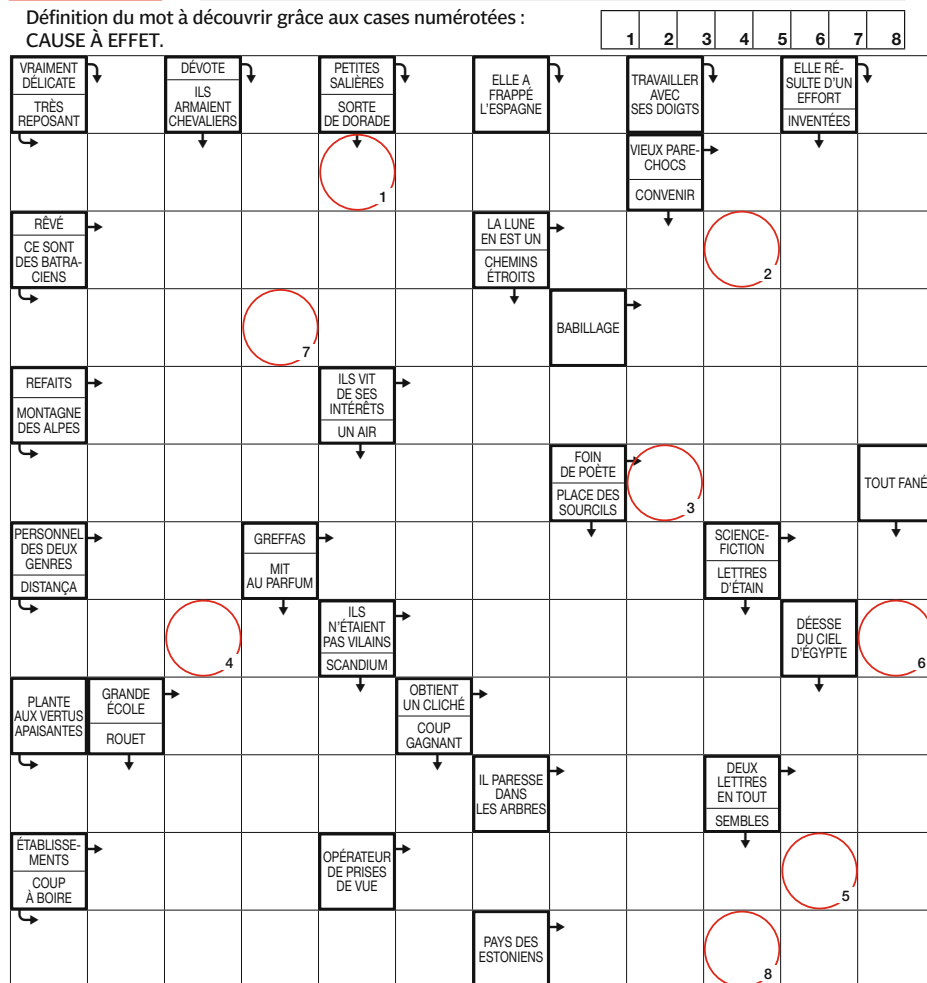 Définition du mot à découvrir grâce aux cases numérotées :
CAUSE À EFFET.
1 2 3 4 5 6 7 8
VRAIMENT
DÉLICATE
TRÈS
REPOSANT
DÉVOTE
ILS
ARMAIENT
CHEVALIERS
PETITES
SALIÈRES
SORTE
DE DORADE
ELLE A
FRAPPÉ
L'ESPAGNE
TRAVAILLER
AVEC
SES DOIGTS
ELLE RÉ-
SULTE D'UN
EFFORT
INVENTÉES
1
VIEUX PARE-
CHOCS
CONVENIR
RÊVÉ
CE SONT
DES BATRA-
CIENS
LA LUNE
EN EST UN
CHEMINS
ÉTROITS
2
7
BABILLAGE
REFAITS
MONTAGNE
DES ALPES
ILS VIT
DE SES
INTÉRÊTS
UN AIR
FOIN
DE POÈTE
PLACE DES
SOURCILS
3
TOUT FANÉ
PERSONNEL
DES DEUX
GENRES
DISTANÇA
GREFFAS
MIT
AU PARFUM
SCIENCE-
FICTION
LETTRES
D'ÉTAIN
4
ILS
N'ÉTAIENT
PAS VILAINS
SCANDIUM
DÉESSE
DU CIEL
D'ÉGYPTE
6
PLANTE
AUX VERTUS
APAISANTES
GRANDE
ÉCOLE
ROUET
OBTIENT
UN CLICHÉ
COUP
GAGNANT
IL PARESSE
DANS
LES ARBRES
DEUX
LETTRES
EN TOUT
SEMBLES
ÉTABLISSE-
MENTS
COUP
À BOIRE
OPÉRATEUR
DE PRISES
DE VUE
5
PAYS DES
ESTONIENS
8